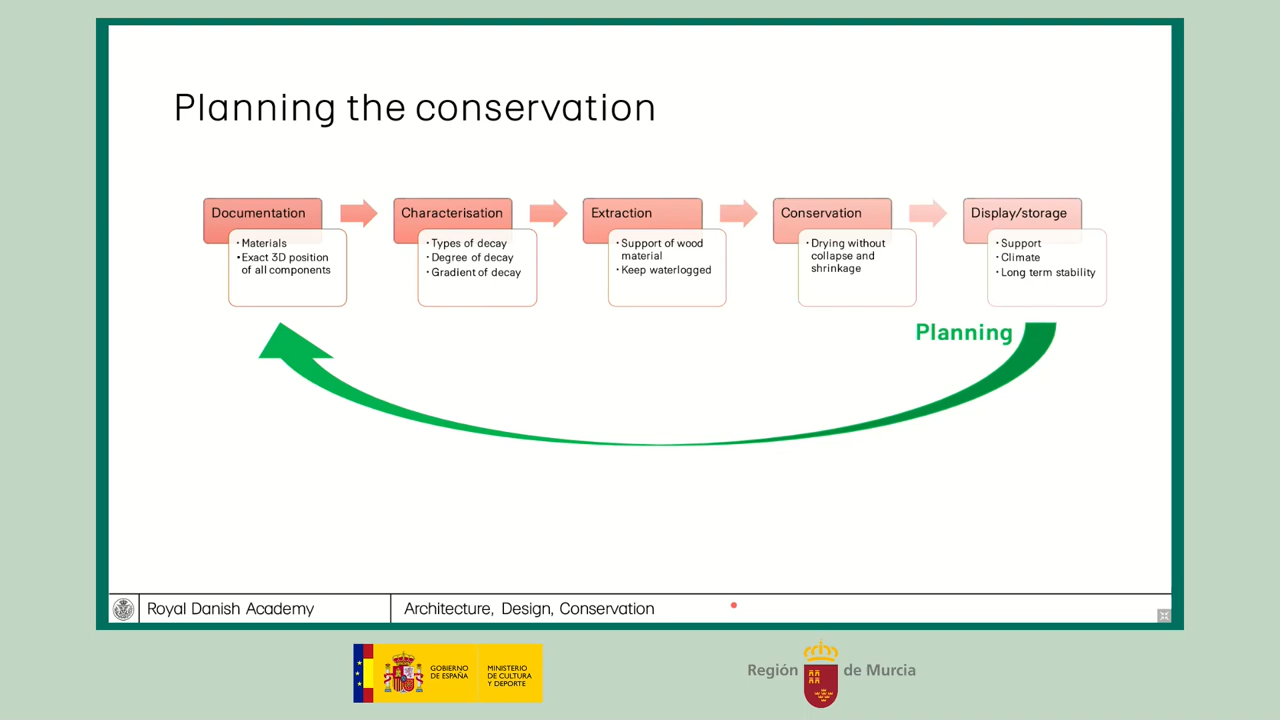 Planning the conservation
Documentation
• Materials
• Exact 3D position
of all components
Characterisation
• Types of decay
• Degree of decay
• Gradient of decay
Extraction
• Support of wood
material
• Keep waterlogged
Conservation
• Drying without
collapse and
shrinkage
Display/storage
• Support
• Climate
• Long term stability
Planning
Royal Danish Academy
Architecture, Design, Conservation
GOBIERNO
DE ESPAÑA
MINISTERIO
DE CULTURA
Y DEPORTE
Región de Murcia